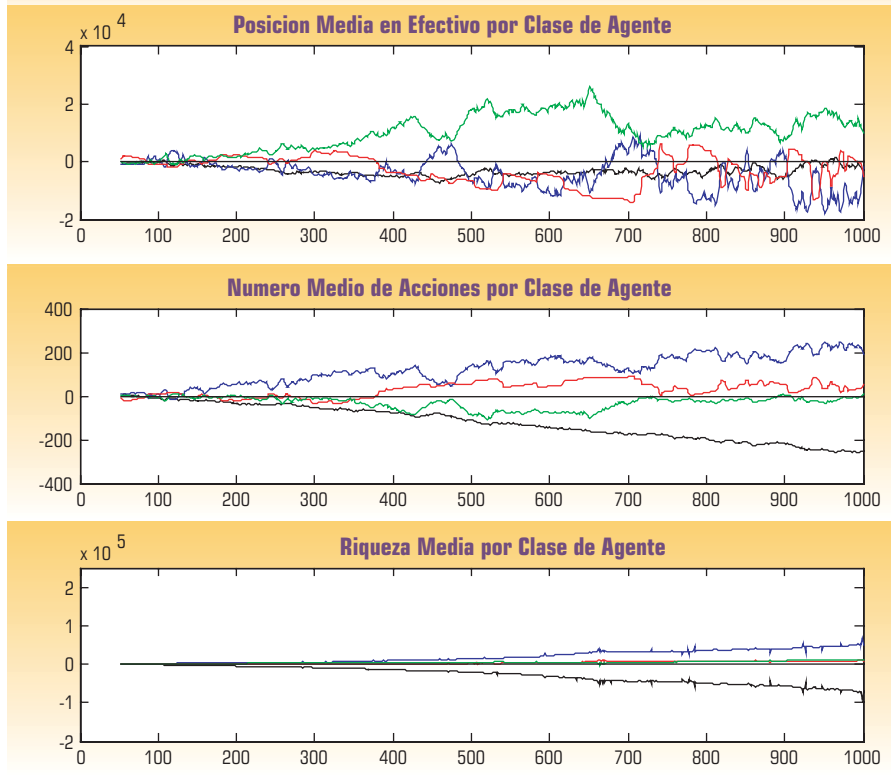 Posicion Media en Efectivo por Clase de Agente
x 10 4
4
2
0
-2
0 100 200 300 400 500 600 700 800 900 1000
Numero Medio de Acciones por Clase de Agente
400
200
0
-200
-400
0 100 200 300 400 500 600 700 800 900 1000
Riqueza Media por Clase de Agente
x 10 5
2
1
0
-1
-2
0 100 200 300 400 500 600 700 800 900 1000